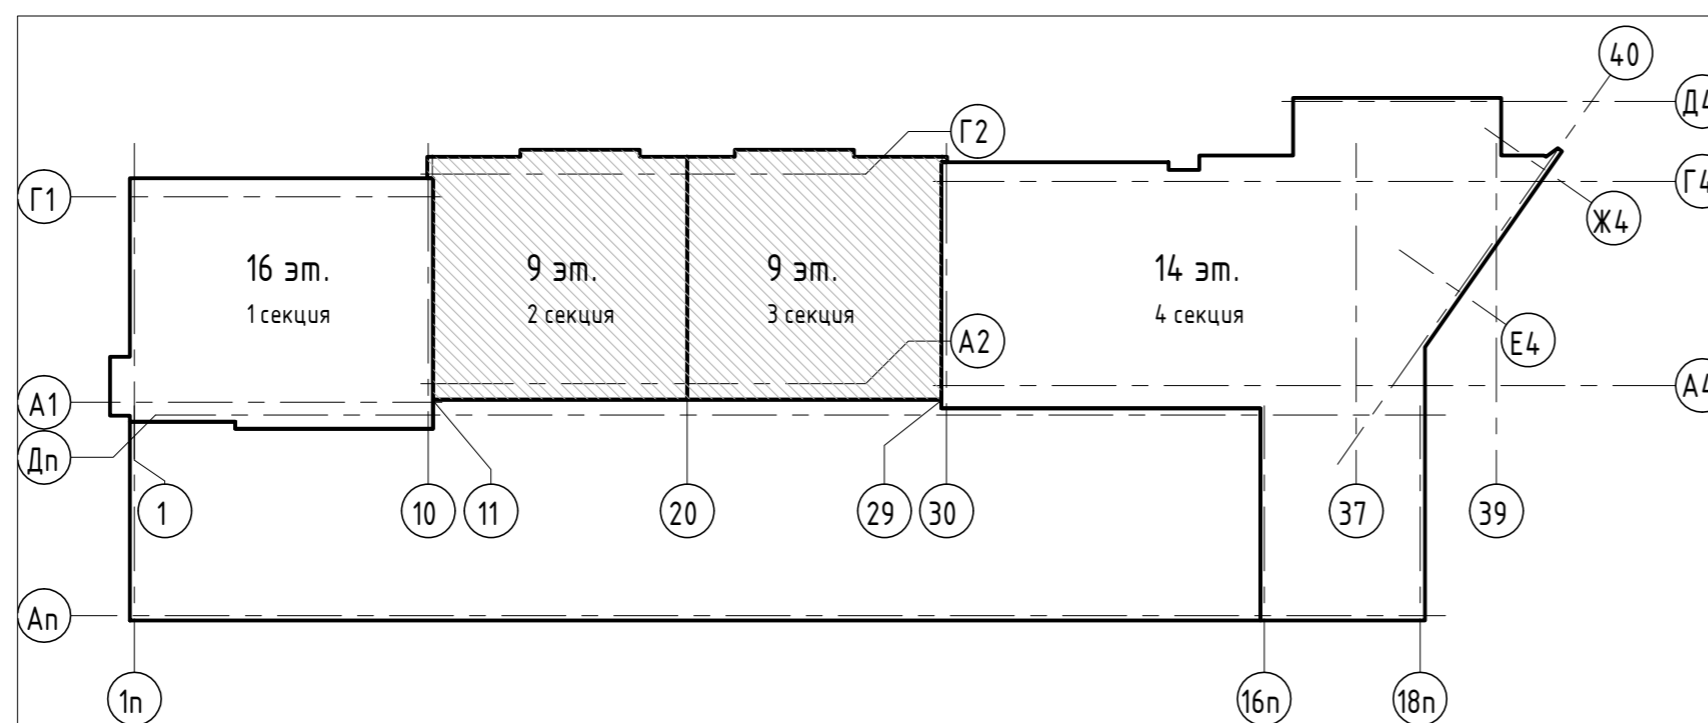 40
Д4
Г2
Г4
Г1
Ж4
16 эт.
1 секция
9 эт.
2 секция
9 эт.
3 секция
14 эт.
4 секция
А2
Е4
А4
А1
Дп
1
10
11
20
29
30
37
39
Ап
1п
16п
18п